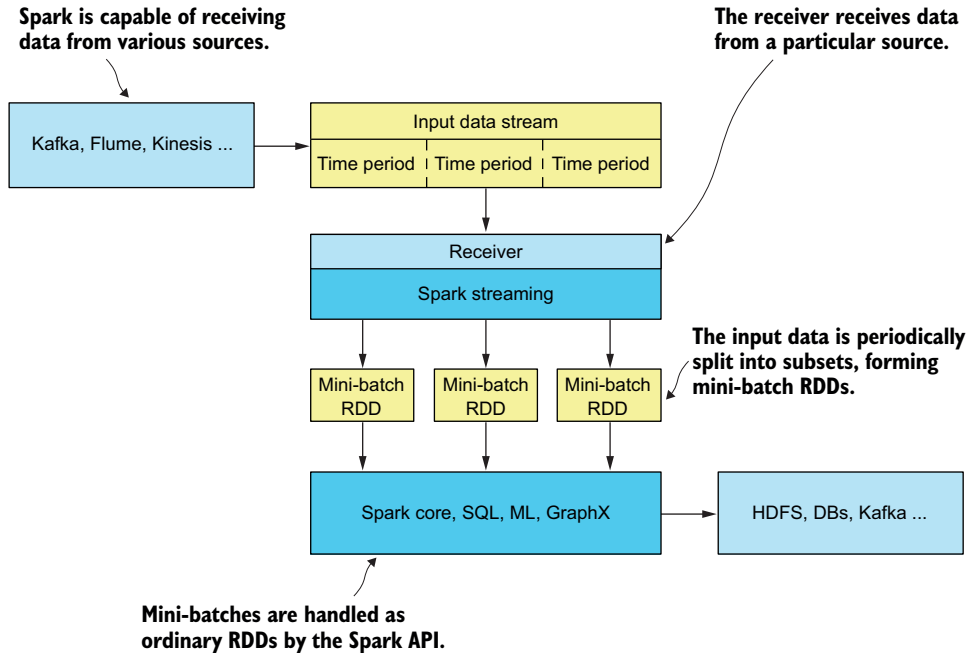 Spark is capable of receiving
data from various sources.
The receiver receives data
from a particular source.
Kafka, Flume, Kinesis ...
Input data stream
Time period
Time period
Time period
Receiver
Spark streaming
The input data is periodically
split into subsets, forming
mini-batch RDDs.
Mini-batch
RDD
Mini-batch
RDD
Mini-batch
RDD
Spark core, SQL, ML, GraphX
HDFS, DBs, Kafka ...
Mini-batches are handled as
ordinary RDDs by the Spark API.